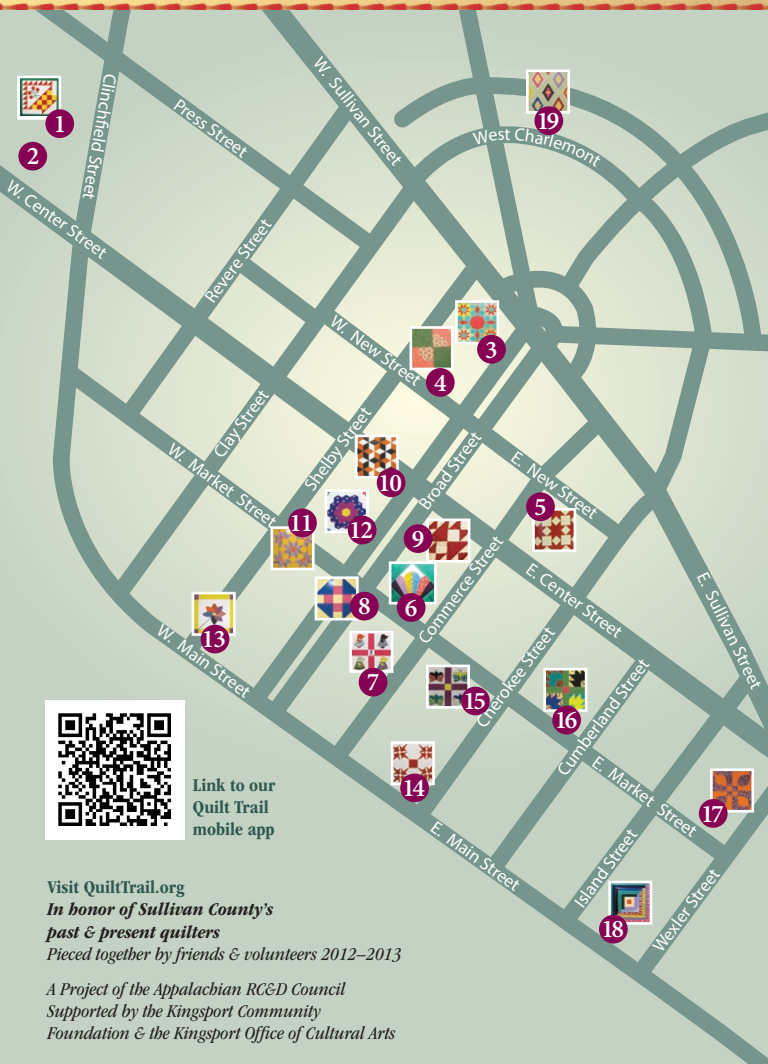 W. Sullivan Street
19
1
Clinchfield Street
Press Street
West Charlemont
2
W. Center Street
Revere Street
3
W. New Street
4
Clay Street
Shelby Street
Broad Street
E. New Street
10
5
W. Market Street
11
12
9
E. Center Street
Commerce Street
E. Sullivan Street
8
6
13
W. Main Street
7
Cherokee Street
15
16
Cumberland Street
14
E. Market Street
17
E. Main Street
Island Street
18
Wexler Street
Link to our
Quilt Trail
mobile app
Visit QuiltTrail.org
In honor of Sullivan County's
past & present quilters
Pieced together by friends & volunteers 2012–2013
A Project of the Appalachian RC&D Council
Supported by the Kingsport Community
Foundation & the Kingsport Office of Cultural Arts